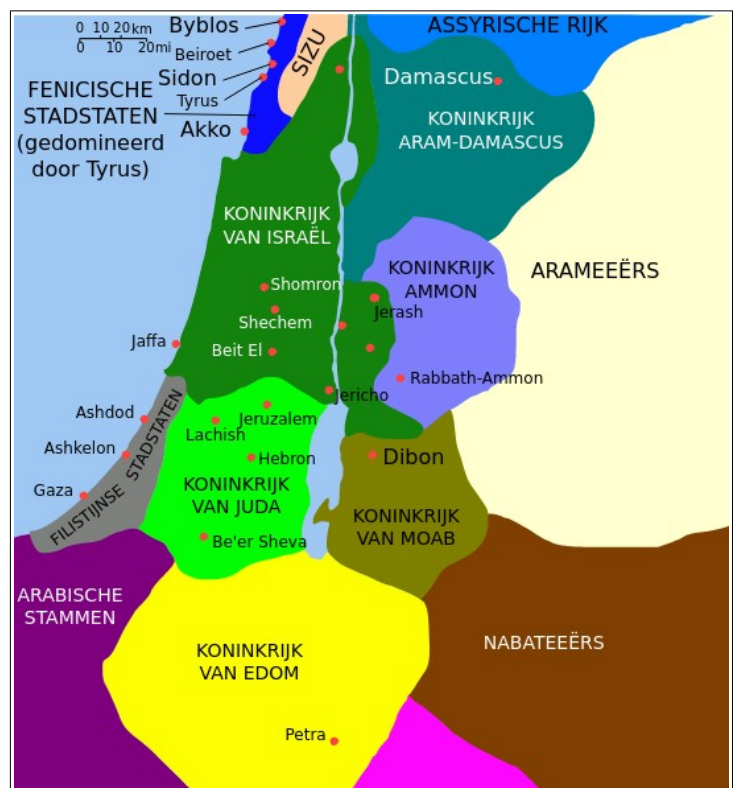 0 10 20 km
0 10 20mi
Byblos
Beiroet
Sidon
Tyrus
Akko
SIZU
ASSYRISCHE RIJK
FENICISCHE
STADSTATEN
(gedomineerd
door Tyrus)
Damascus
KONINKRIJK
ARAM-DAMASCUS
KONINKRIJK
VAN ISRAËL
KONINKRIJK
AMMON
ARAMEEËRS
Shomron
Jerash
Shechem
Jaffa
Beit El
Rabbath-Ammon
Jericho
Ashdod
Jeruzalem
Lachish
FILISTIJNSE STADSTATEN
Ashkelon
Hebron
Dibon
Gaza
KONINKRIJK
VAN JUDA
KONINKRIJK
VAN MOAB
Be'er Sheva
ARABISCHE
STAMMEN
KONINKRIJK
VAN EDOM
NABATEEËRS
Petra